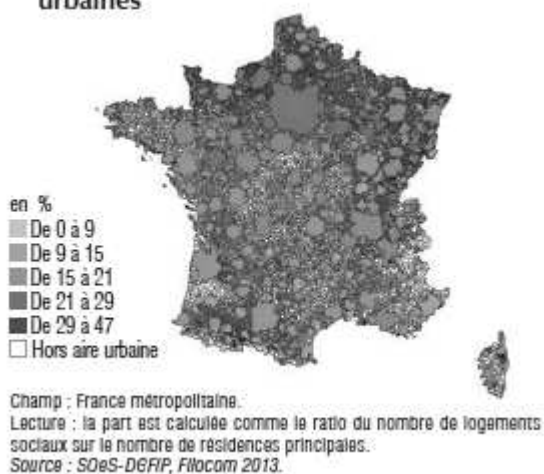 urbaines
en %
De 0 à 9
De 9 à 15
De 15 à 21
De 21 à 29
De 29 à 47
Hors aire urbaine
Champ : France métropolitaine.
Lecture : la part est calculée comme le ratio du nombre de logements
sociaux sur le nombre de résidences principales.
Source : SOeS-DGFiP, Filocom 2013.